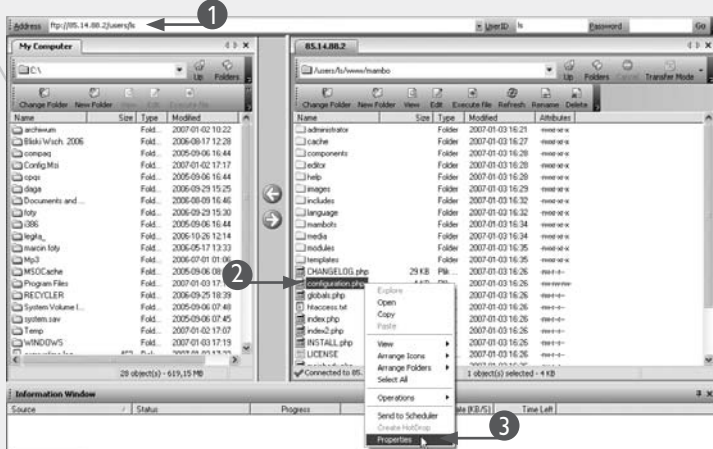 1
Address ftp://85.14.88.2/users/ls UserID ls Password Go
My Computer
C:\ Up Folders
Change Folder New Folder View Edit Execute file
Name Size Type Modified
archiwum Fold... 2007-01-02 10:22
Bliski Wsch. 2006 Fold... 2006-08-17 12:28
compaq Fold... 2005-09-06 16:44
Config.Msi Fold... 2007-01-02 17:17
cpqs Fold... 2005-09-06 16:44
daga Fold... 2006-09-29 15:25
Documents and ... Fold... 2006-08-09 16:46
foty Fold... 2006-09-29 15:30
i386 Fold... 2005-09-06 16:44
legita_ Fold... 2006-10-26 12:14
marcin foty Fold... 2006-05-17 13:33
Mp3 Fold... 2006-07-01 01:06
MSOCache Fold... 2005-09-06
Program Files Fold... 2007-01-03
RECYCLER Fold... 2006-09-25 18:39
System Volume I... Fold... 2005-09-06 07:48
system.sav Fold... 2005-09-06 07:45
Temp Fold... 2007-01-02 17:07
WINDOWS Fold... 2007-01-03 17:19
28 object(s) - 619,15 MB
85.14.88.2
/users/ls/www/mambo Up Folders Cancel Transfer Mode
Change Folder New Folder View Edit Execute file Refresh Rename Delete
Name Size Type Modified Attributes
administrator Folder 2007-01-03 16:21
cache Folder 2007-01-03 16:27
components Folder 2007-01-03 16:28
editor Folder 2007-01-03 16:28
help Folder 2007-01-03 16:28
images Folder 2007-01-03 16:29
includes Folder 2007-01-03 16:32
language Folder 2007-01-03 16:32
mambots Folder 2007-01-03 16:34
media Folder 2007-01-03 16:34
modules Folder 2007-01-03 16:35
templates Folder 2007-01-03 16:35
CHANGELOG.php 29 KB Plik ... 2007-01-03 16:26
2
configuration.php 2007-01-03 16:26
globals.php 2007-01-03 16:26
htaccess.txt 2007-01-03 16:26
index.php 2007-01-03 16:26
index2.php 2007-01-03 16:26
INSTALL.php 2007-01-03 16:26
LICENSE 2007-01-03 16:26
Connected to 85. 1 object(s) selected - 4 KB
Explore
Open
Copy
Paste
View
Arrange Icons
Arrange Folders
Select All
Operations
Send to Scheduler
Create HotDrop
Properties
3
Information Window
Source Status Progress (KB/S) Time Left